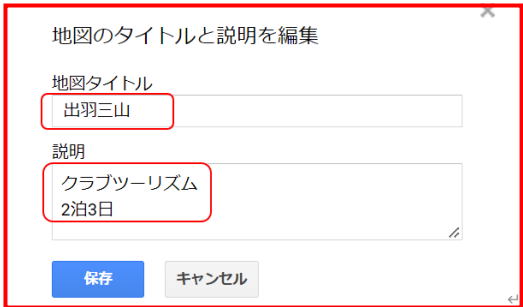 地図のタイトルと説明を編集
地図タイトル
出羽三山
説明
クラブツーリズム
2泊3日
保存 キャンセル